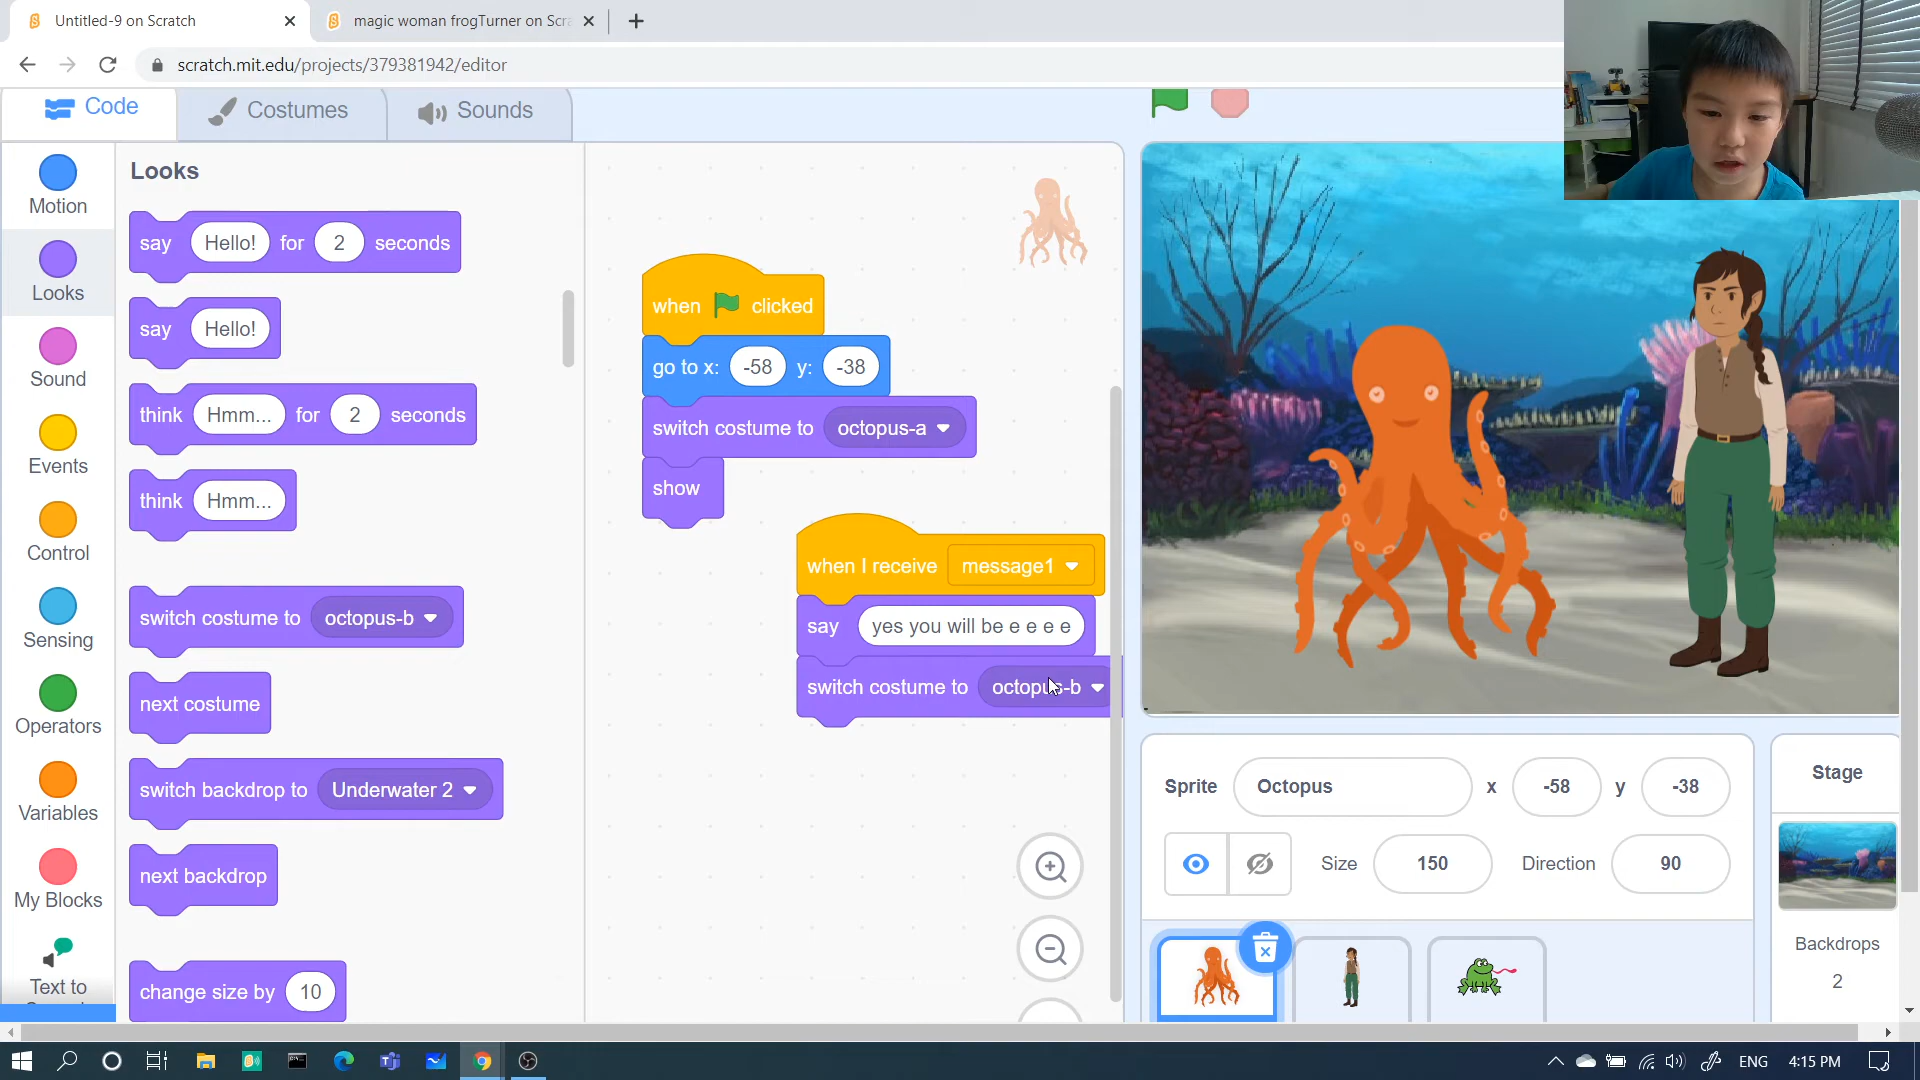 Untitled-9 on Scratch
magic woman frogTurner on Scra
scratch.mit.edu/projects/379381942/editor
Code
Costumes
Sounds
Motion
Looks
Sound
Events
Control
Sensing
Operators
Variables
My Blocks
Text to
Looks
say Hello! for 2 seconds
say Hello!
think Hmm... for 2 seconds
think Hmm...
switch costume to octopus-b
next costume
switch backdrop to Underwater 2
next backdrop
change size by 10
when clicked
go to x: -58 y: -38
switch costume to octopus-a
show
when I receive message1
say yes you will be e e e e
switch costume to octopus-b
Sprite Octopus x -58 y -38
Size 150 Direction 90
Stage
Backdrops
2
ENG 4:15 PM